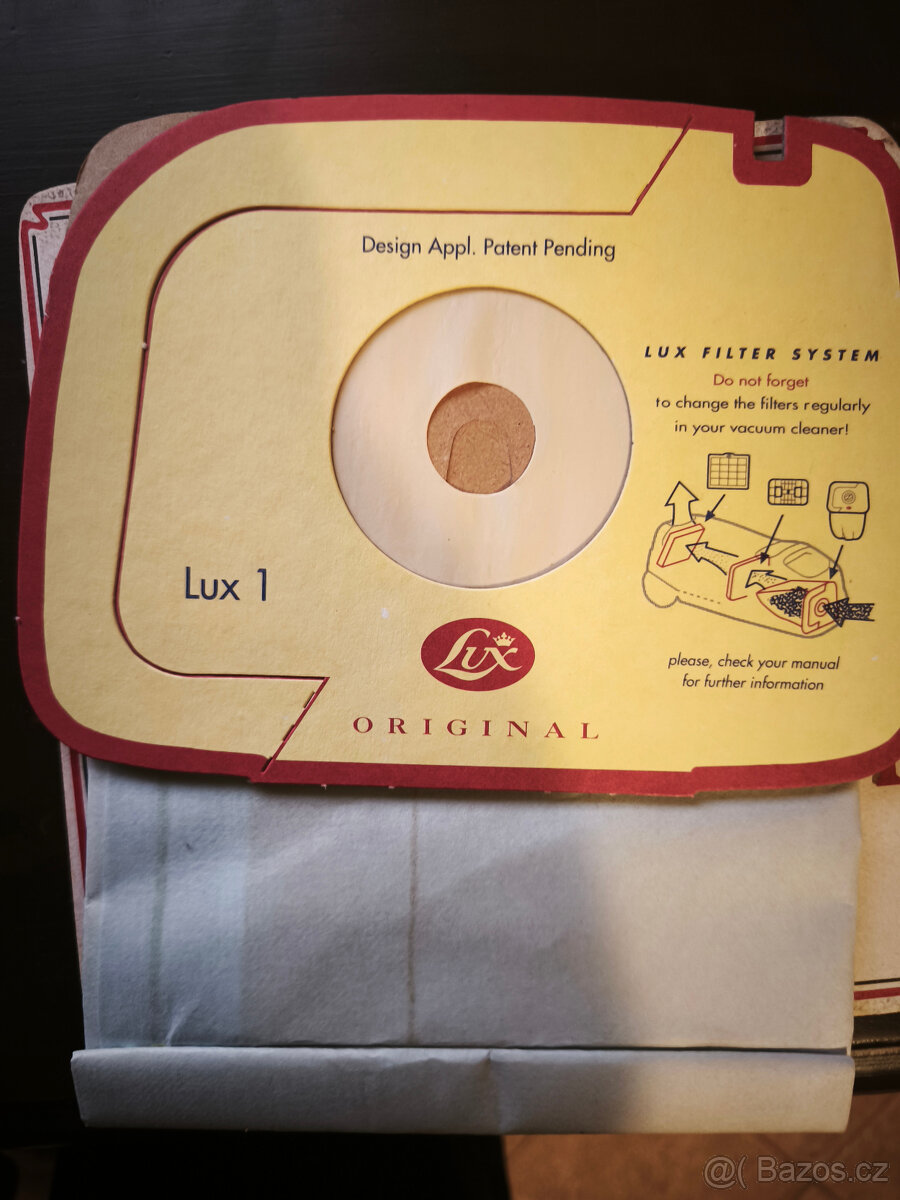 Design Appl. Patent Pending
LUX FILTER SYSTEM
Do not forget
to change the filters regularly
in your vacuum cleaner!
Lux 1
Lux
ORIGINAL
please, check your manual
for further information
@( Bazos.cz